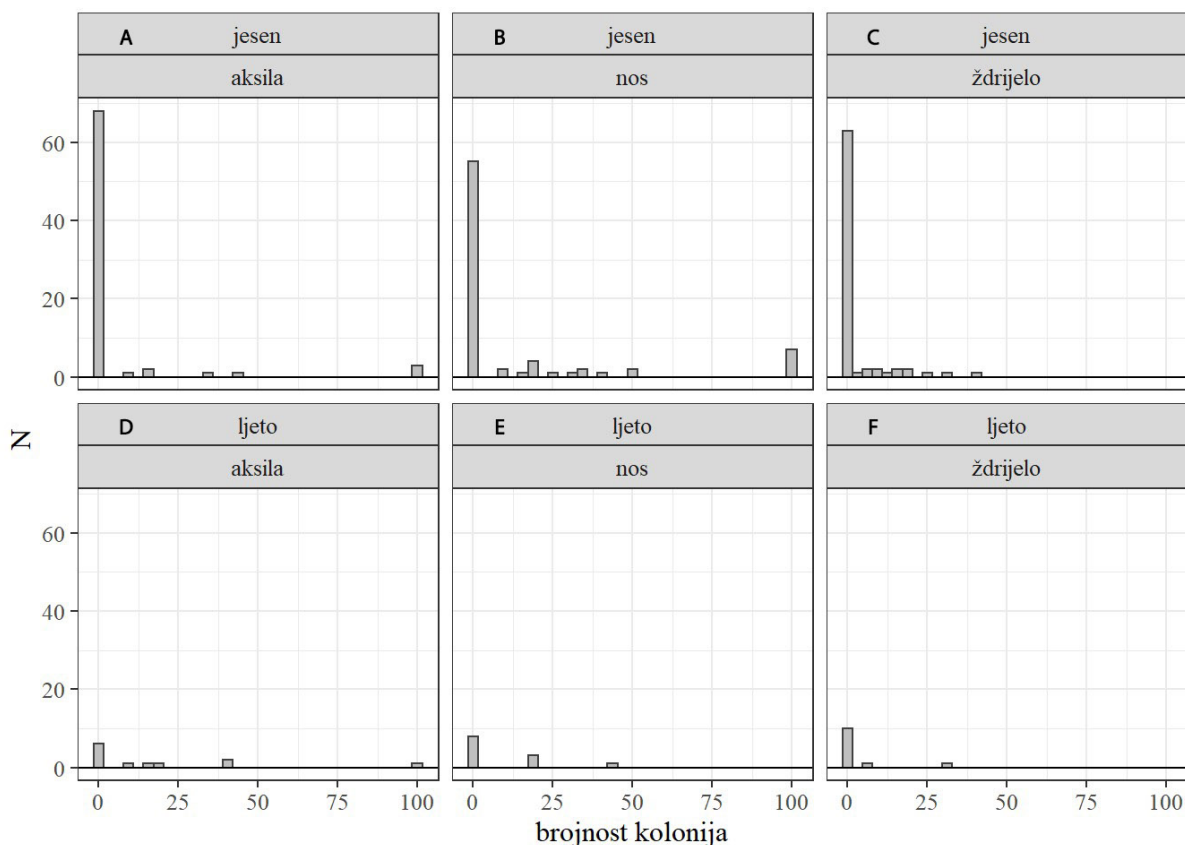 A jesen B jesen C jesen
aksila nos ždrijelo
60
40
20
0
D ljeto E ljeto F ljeto
aksila nos ždrijelo
60
40
20
0
N
0 25 50 75 100 0 25 50 75 100 0 25 50 75 100
brojnost kolonija